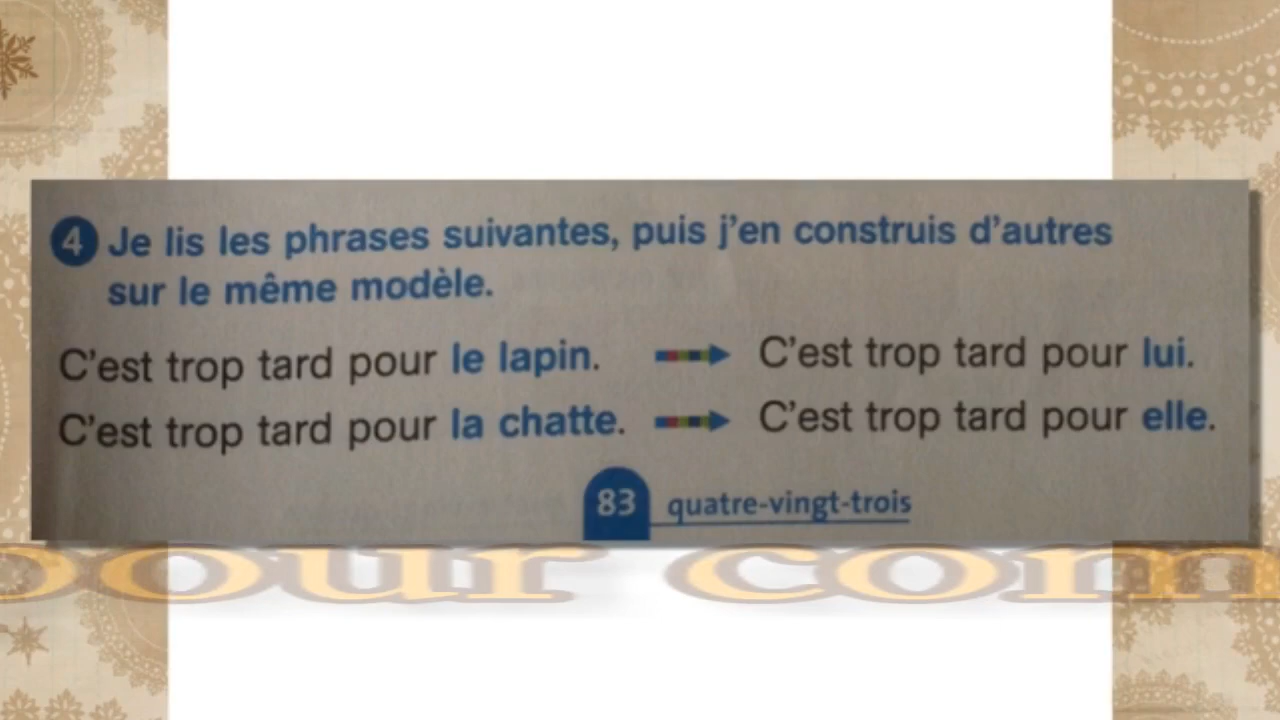 4 Je lis les phrases suivantes, puis j'en construis d'autres
sur le même modèle.
C'est trop tard pour le lapin. C'est trop tard pour lui.
C'est trop tard pour la chatte. C'est trop tard pour elle.
83 quatre-vingt-trois
our com